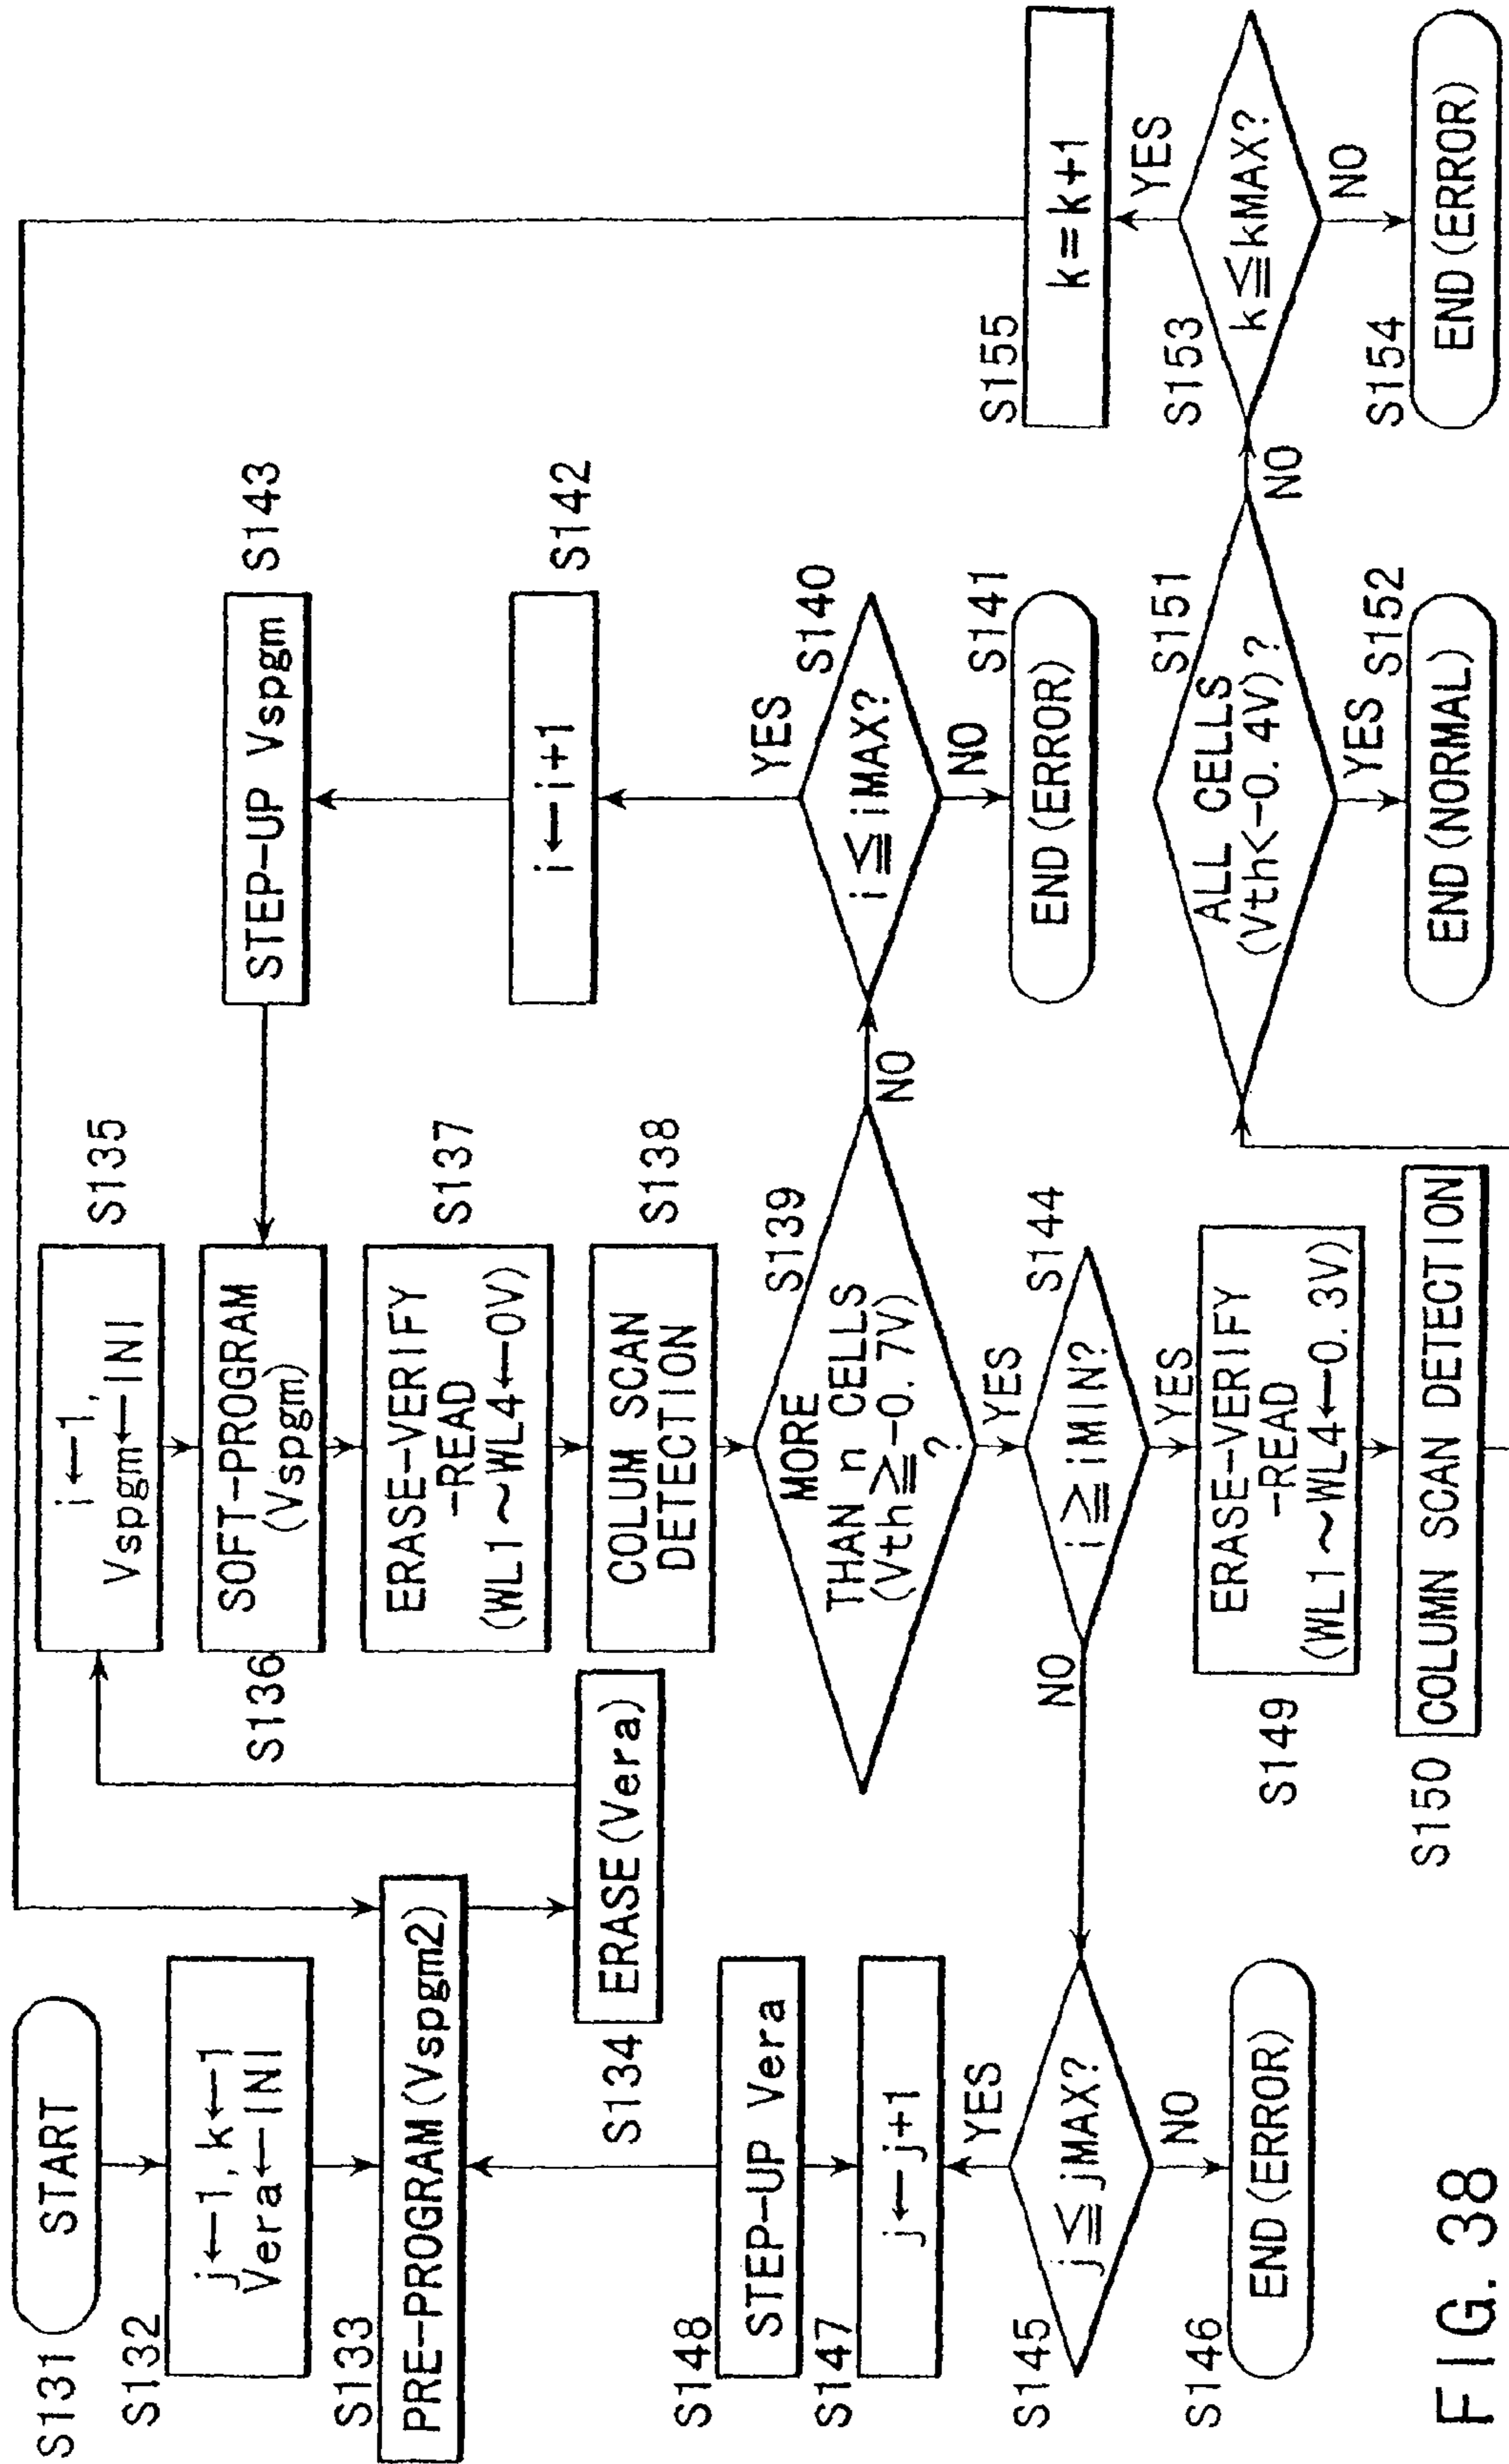 S131
START
S132
j←1, k←1
Vera←INI
S133
PRE-PROGRAM (Vspgm2)
S134
ERASE (Vera)
S135
i←1,
Vspgm←INI
S136
SOFT-PROGRAM
(Vspgm)
S137
ERASE-VERIFY
-READ
(WL1~WL4←0V)
S138
COLUM SCAN
DETECTION
S139
MORE
THAN n CELLS
(Vth≧-0.7V)
?
NO
YES
S140
i≦iMAX?
YES
NO
S141
END (ERROR)
S142
i←i+1
S143
STEP-UP Vspgm
S144
i≧iMIN?
NO
YES
S145
j≦jMAX?
YES
NO
S146
END (ERROR)
S147
j←j+1
S148
STEP-UP Vera
S149
ERASE-VERIFY
-READ
(WL1~WL4←0.3V)
S150
COLUMN SCAN DETECTION
S151
ALL CELLS
(Vth<-0.4V)?
NO
YES
S152
END (NORMAL)
S153
k≦kMAX?
YES
NO
S154
END (ERROR)
S155
k=k+1
FIG. 38